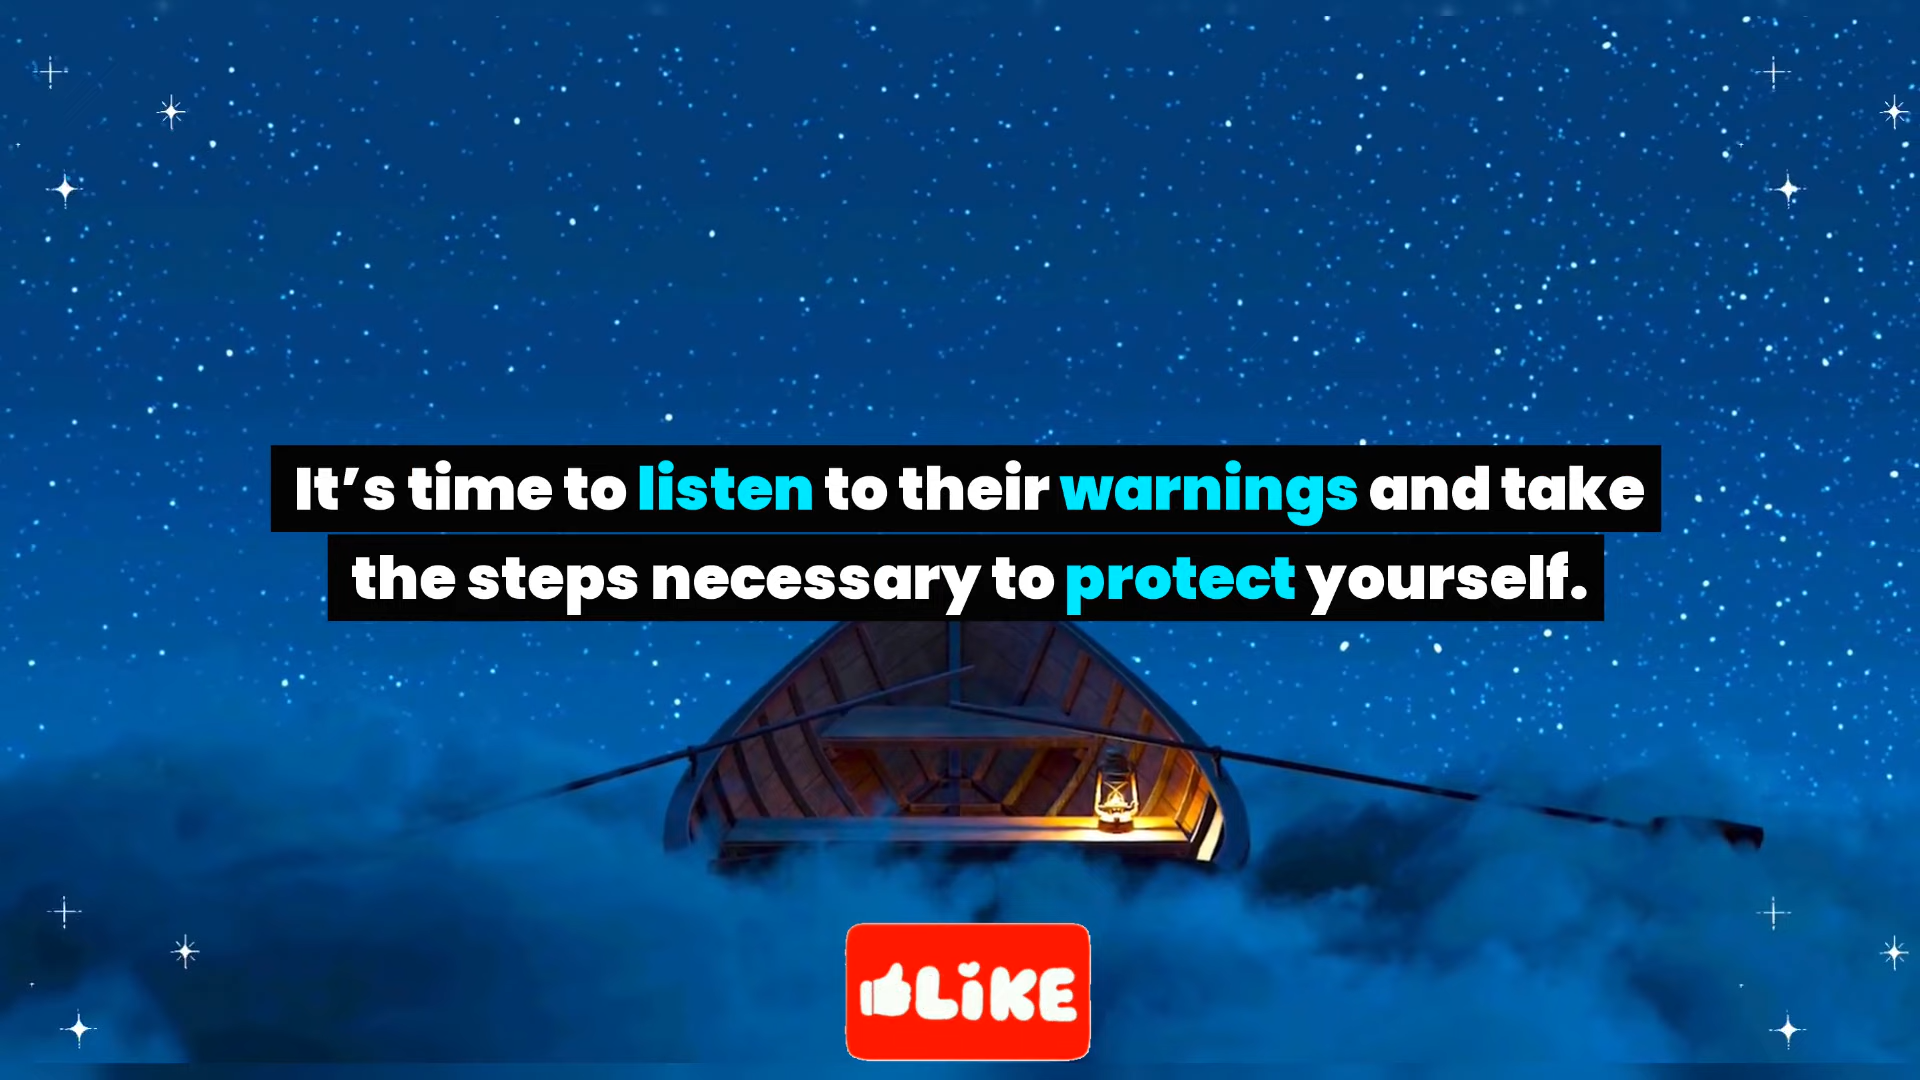 It’s time to listen to their warnings and take
the steps necessary to protect yourself.
LiKE